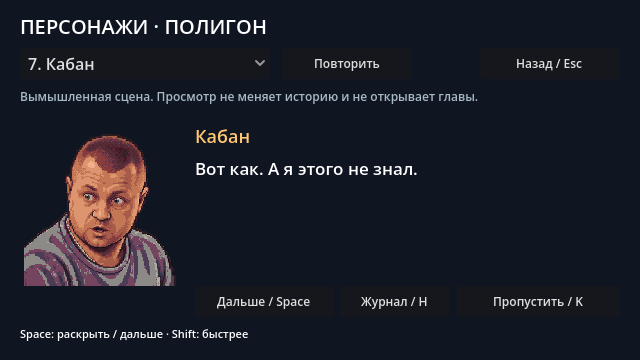 ПЕРСОНАЖИ · ПОЛИГОН
7. Кабан
Повторить
Назад / Esc
Вымышленная сцена. Просмотр не меняет историю и не открывает главы.
Кабан
Вот как. А я этого не знал.
Дальше / Space
Журнал / H
Пропустить / K
Space: раскрыть / дальше · Shift: быстрее